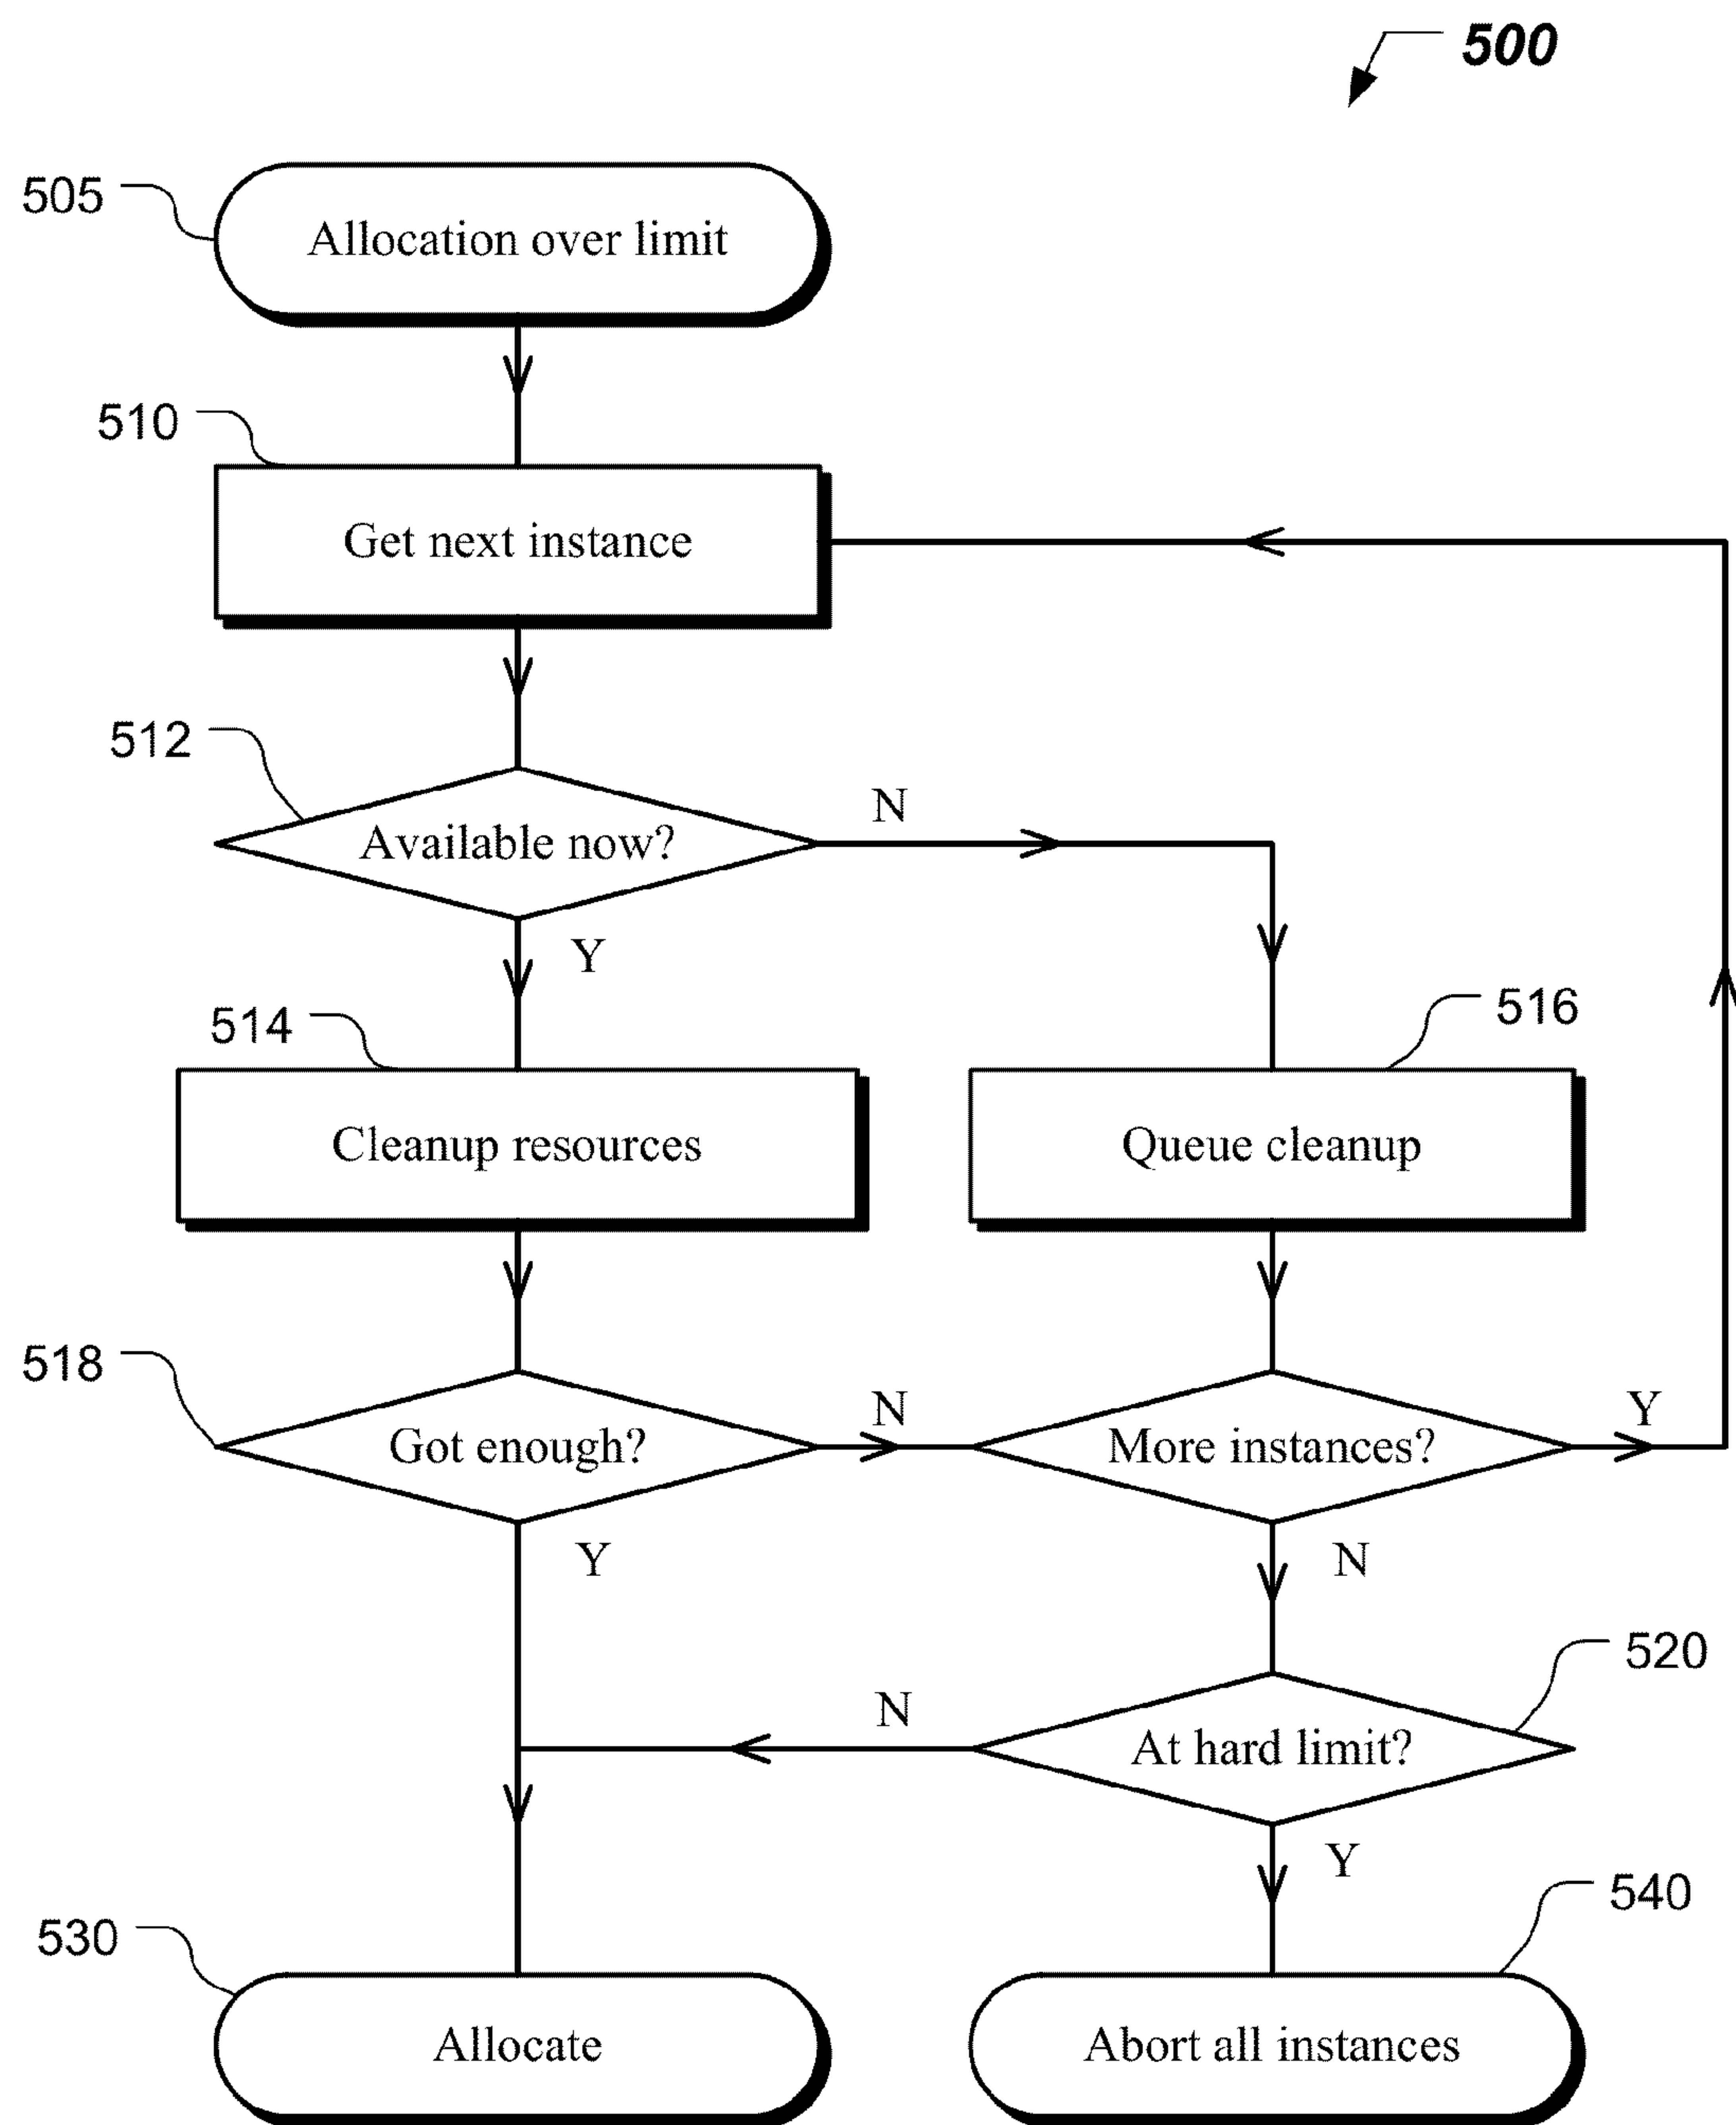 500
505
Allocation over limit
510
Get next instance
512
Available now?
N
Y
514
516
Cleanup resources
Queue cleanup
518
Got enough?
N
More instances?
Y
Y
N
520
N
At hard limit?
Y
530
540
Allocate
Abort all instances